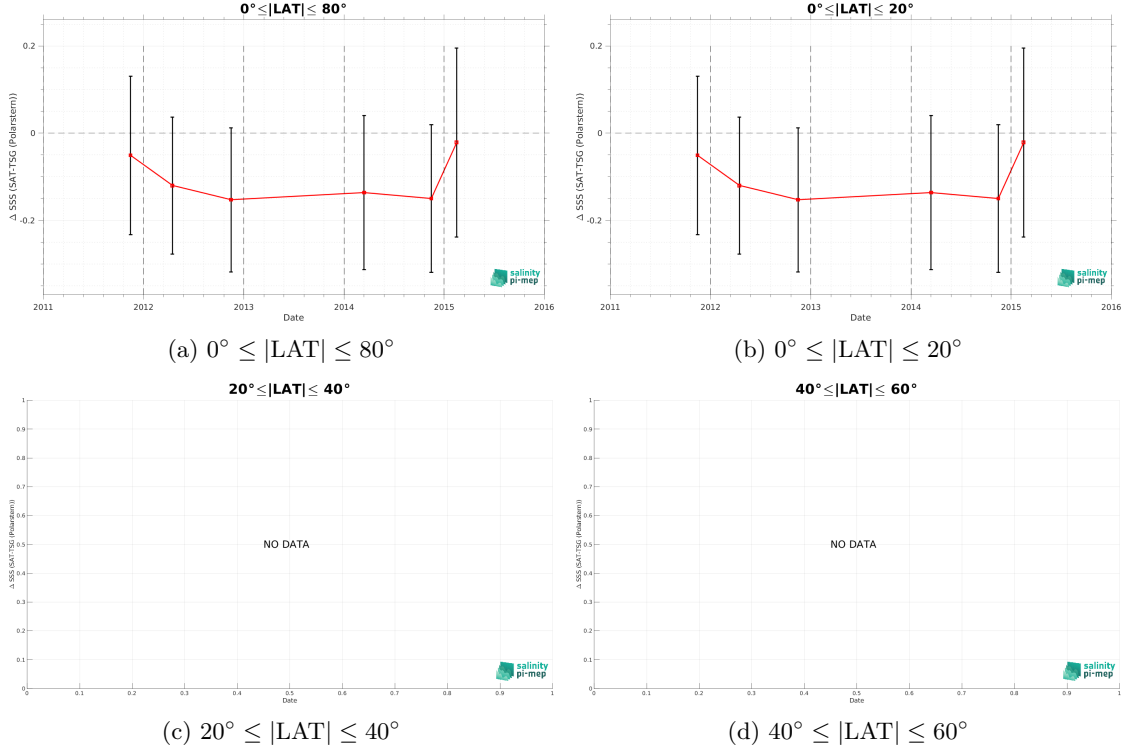 0°≤|LAT|≤ 80°
Δ SSS (SAT-TSG (Polarstern))
0.2
0
-0.2
2011 2012 2013 2014 2015 2016
Date
salinity
pi-mep
(a) 0° ≤ |LAT| ≤ 80°
0°≤|LAT|≤ 20°
Δ SSS (SAT-TSG (Polarstern))
0.2
0
-0.2
2011 2012 2013 2014 2015 2016
Date
salinity
pi-mep
(b) 0° ≤ |LAT| ≤ 20°
20°≤|LAT|≤ 40°
Δ SSS (SAT-TSG (Polarstern))
1
0.9
0.8
0.7
0.6
0.5
0.4
0.3
0.2
0.1
0
NO DATA
0 0.1 0.2 0.3 0.4 0.5 0.6 0.7 0.8 0.9 1
Date
salinity
pi-mep
(c) 20° ≤ |LAT| ≤ 40°
40°≤|LAT|≤ 60°
Δ SSS (SAT-TSG (Polarstern))
1
0.9
0.8
0.7
0.6
0.5
0.4
0.3
0.2
0.1
0
NO DATA
0 0.1 0.2 0.3 0.4 0.5 0.6 0.7 0.8 0.9 1
Date
salinity
pi-mep
(d) 40° ≤ |LAT| ≤ 60°